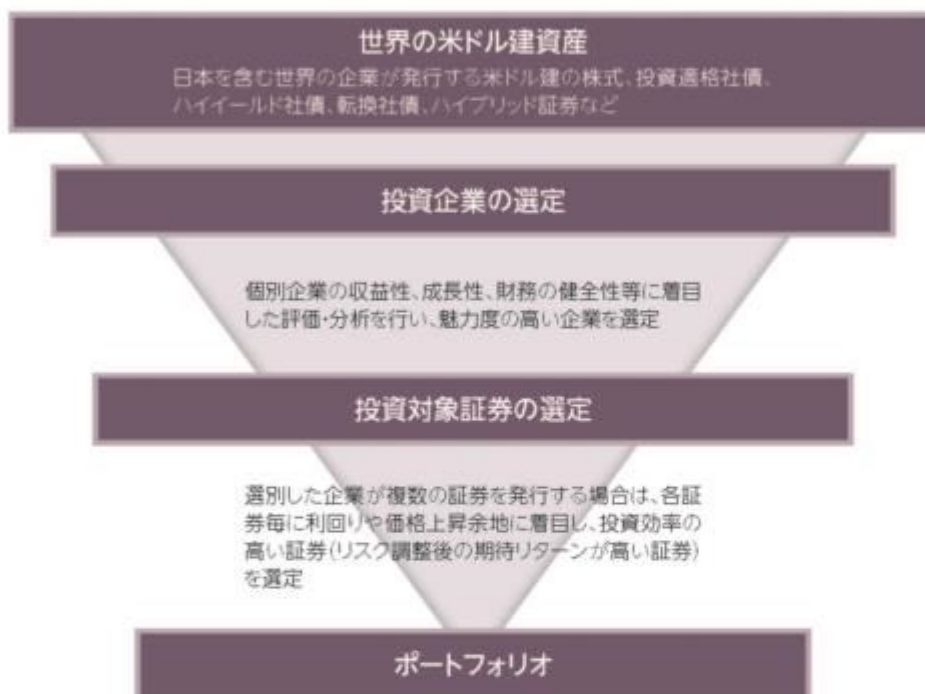 世界の米ドル建資産
日本を含む世界の企業が発行する米ドル建の株式、投資適格社債、
ハイイールド社債、転換社債、ハイブリッド証券など
投資企業の選定
個別企業の収益性、成長性、財務の健全性等に着目
した評価・分析を行い、魅力度の高い企業を選定
投資対象証券の選定
選別した企業が複数の証券を発行する場合は、各証
券毎に利回りや価格上昇余地に着目し、投資効率の
高い証券(リスク調整後の期待リターンが高い証券)
を選定
ポートフォリオ